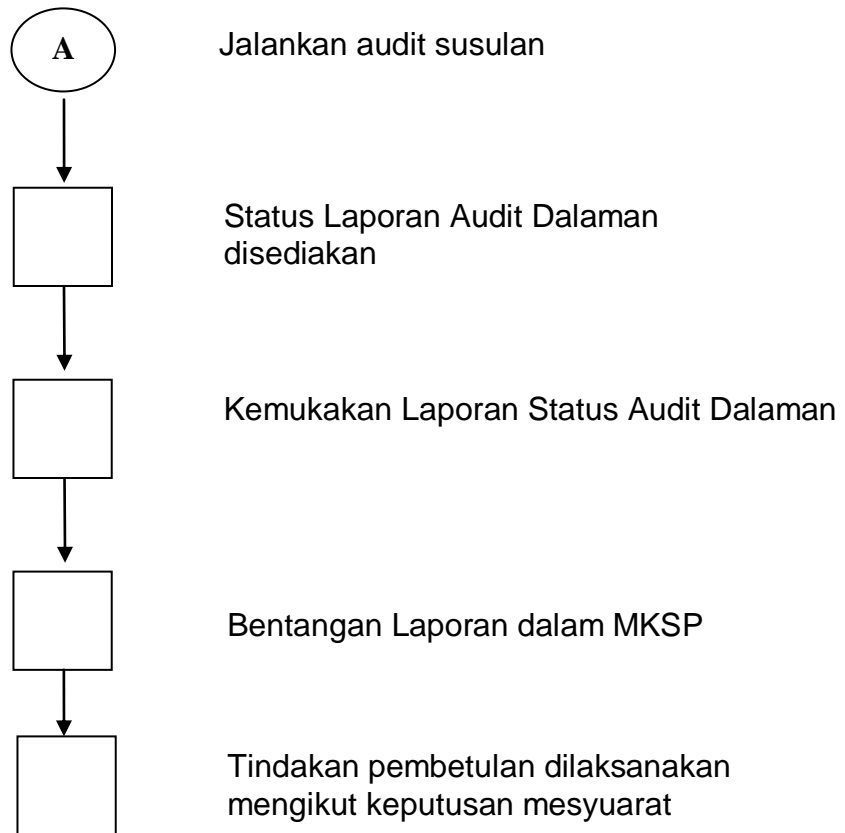 A
Jalankan audit susulan
Status Laporan Audit Dalaman
disediakan
Kemukakan Laporan Status Audit Dalaman
Bentangan Laporan dalam MKSP
Tindakan pembetulan dilaksanakan
mengikut keputusan mesyuarat